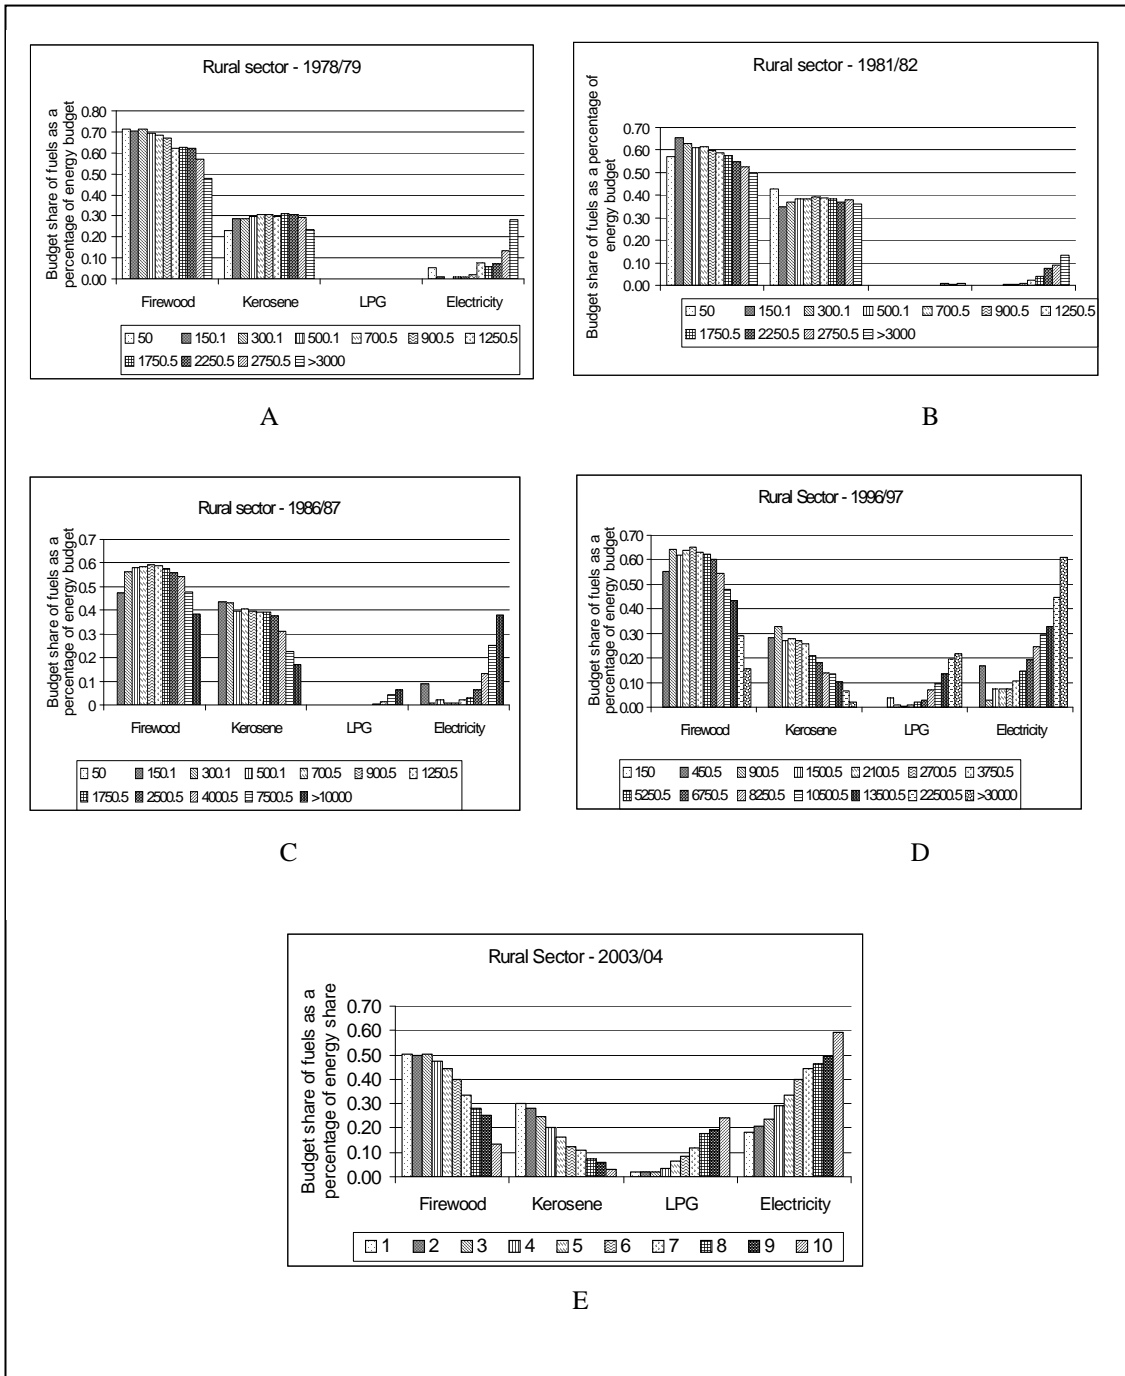 Rural sector - 1978/79
Budget share of fuels as a
percentage of energy budget
0.80
0.70
0.60
0.50
0.40
0.30
0.20
0.10
0.00
Firewood Kerosene LPG Electricity
50 150.1 300.1 500.1 700.5 900.5 1250.5
1750.5 2250.5 2750.5 >3000
A
Rural sector - 1981/82
Budget share of fuels as a percentage of
energy budget
0.70
0.60
0.50
0.40
0.30
0.20
0.10
0.00
50 150.1 300.1 500.1 700.5 900.5 1250.5
1750.5 2250.5 2750.5 >3000
B
Rural sector - 1986/87
Budget share of fuels as a
percentage of energy budget
0.7
0.6
0.5
0.4
0.3
0.2
0.1
0
Firewood Kerosene LPG Electricity
50 150.1 300.1 500.1 700.5 900.5 1250.5
1750.5 2500.5 4000.5 7500.5 >10000
C
Rural Sector - 1996/97
Budget share of fuels as a
percentage of energy budget
0.70
0.60
0.50
0.40
0.30
0.20
0.10
0.00
Firewood Kerosene LPG Electricity
150 450.5 900.5 1500.5 2100.5 2700.5 3750.5
5250.5 6750.5 8250.5 10500.5 13500.5 22500.5 >30000
D
Rural Sector - 2003/04
Budget share of fuels as a
percentage of energy share
0.70
0.60
0.50
0.40
0.30
0.20
0.10
0.00
Firewood Kerosene LPG Electricity
1 2 3 4 5 6 7 8 9 10
E